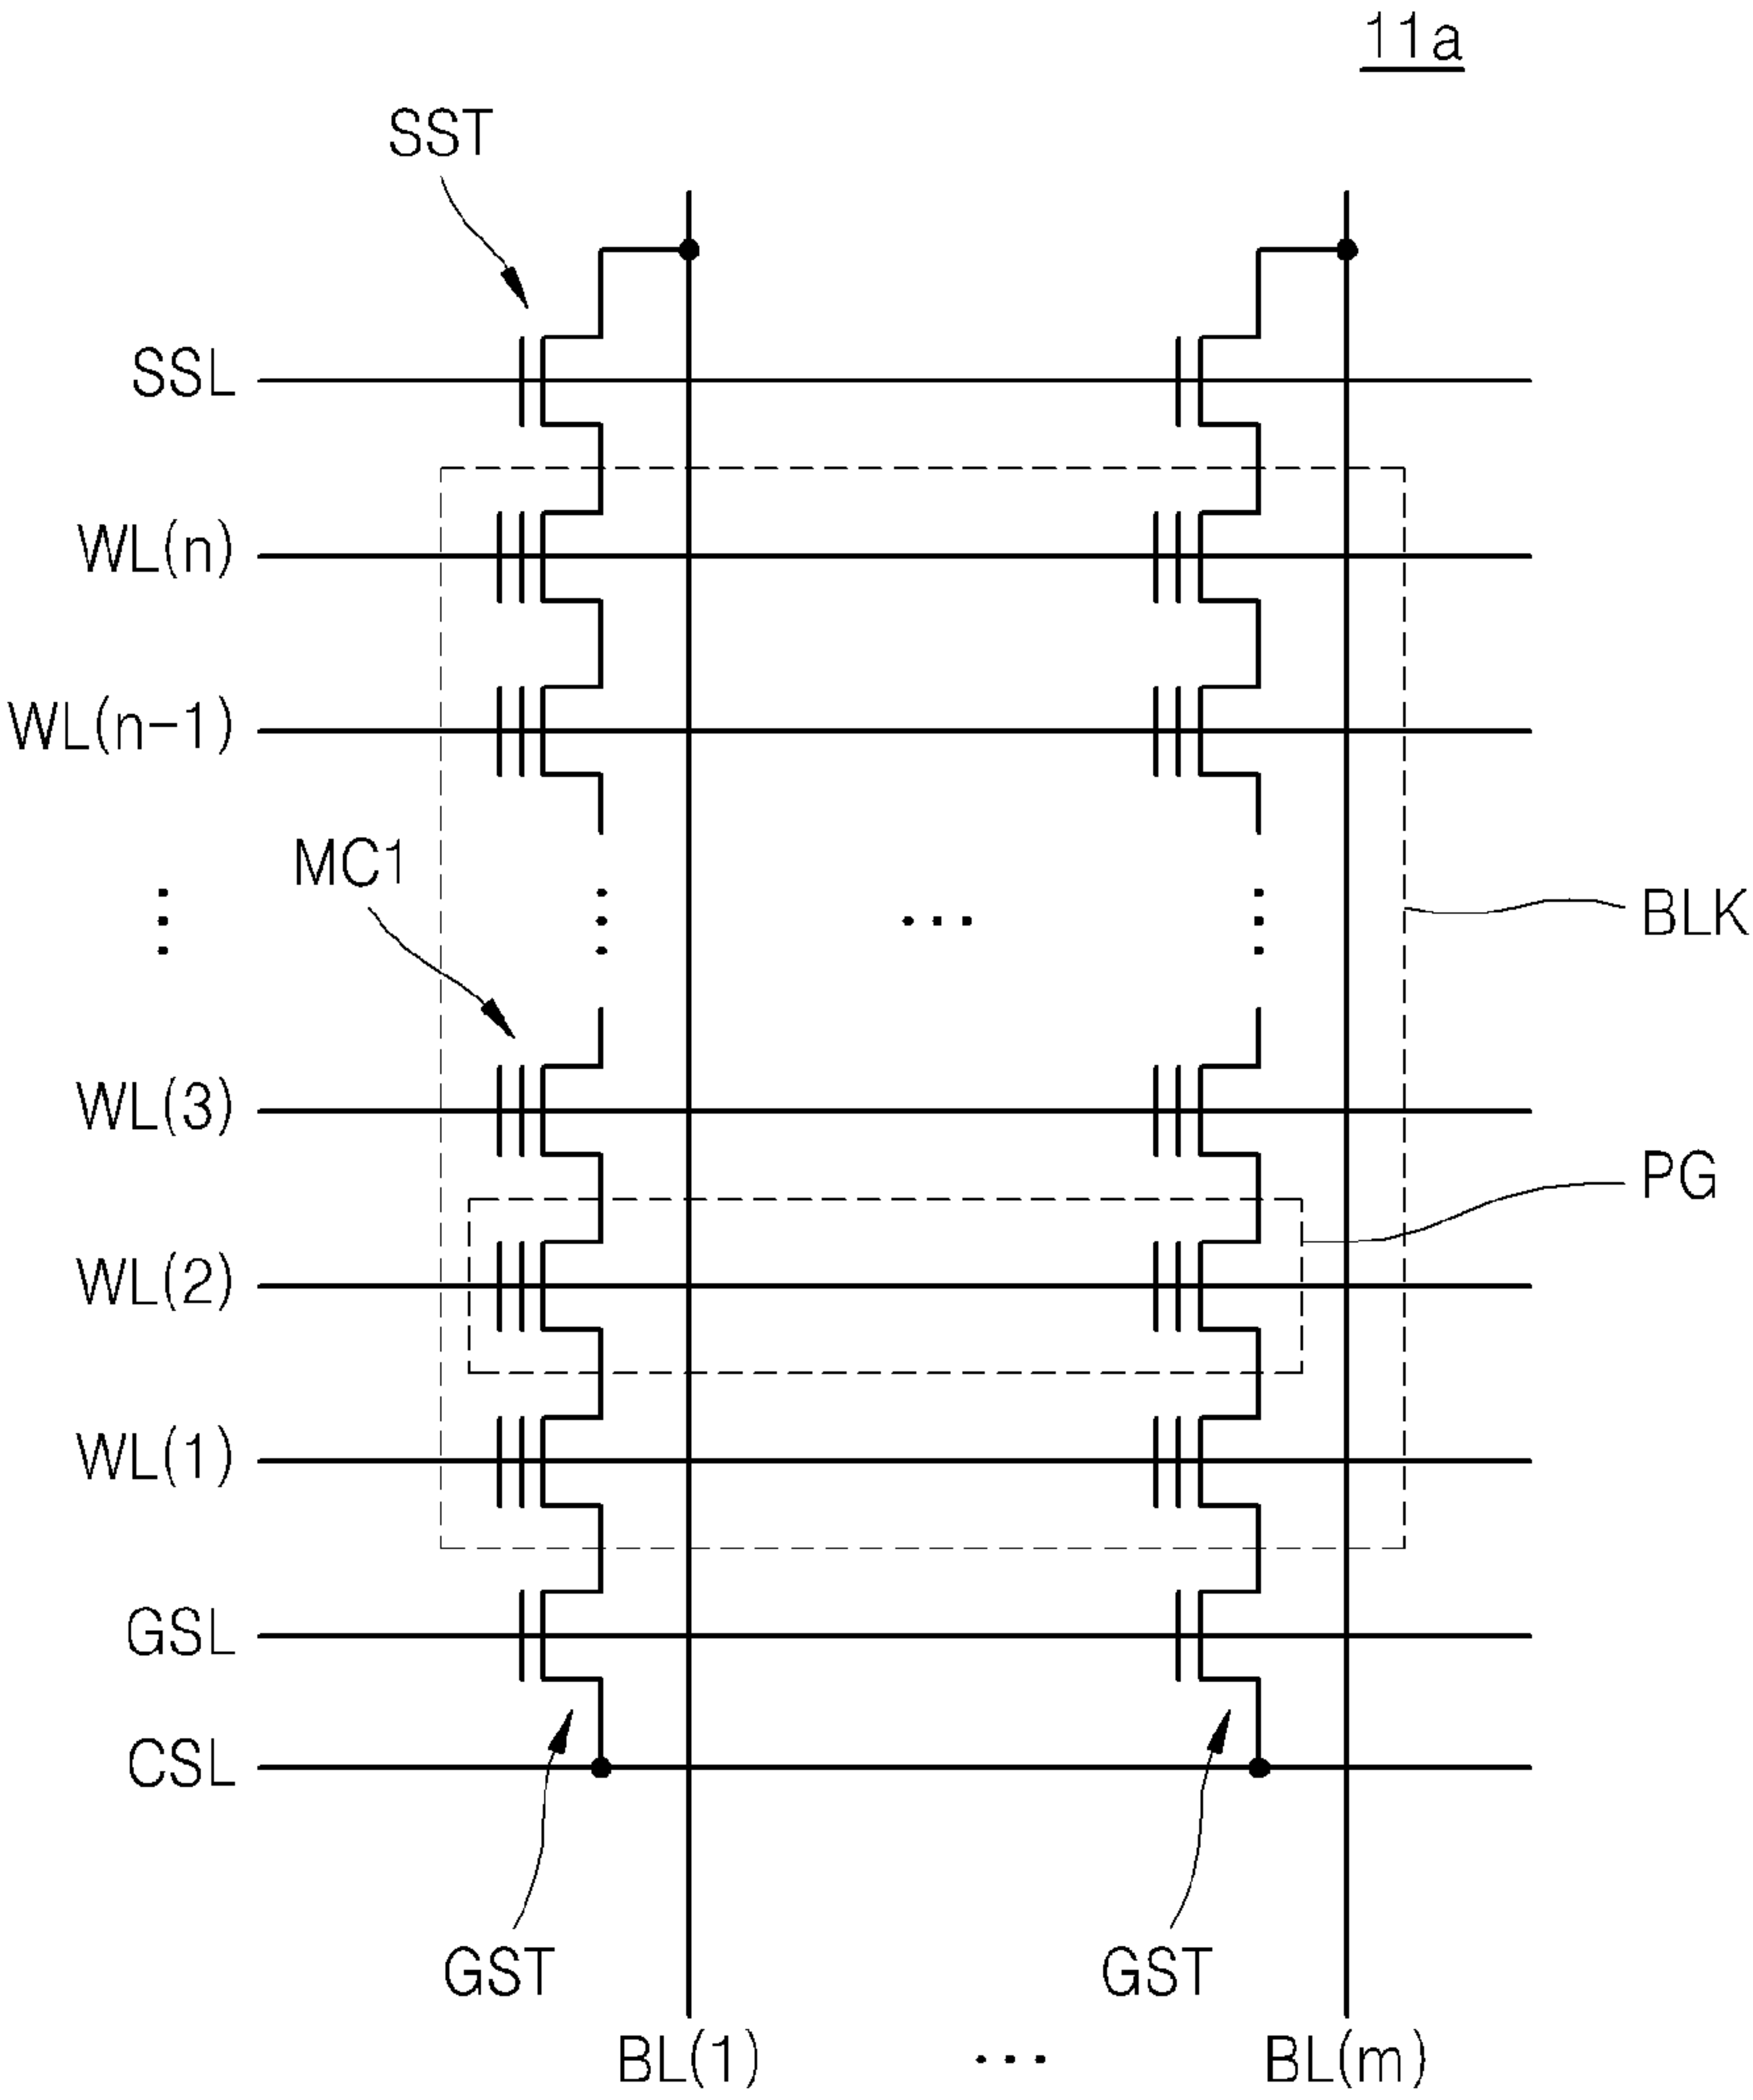 11a
SST
SSL
WL(n)
WL(n-1)
MC1
BLK
WL(3)
PG
WL(2)
WL(1)
GSL
CSL
GST GST
BL(1) ... BL(m)